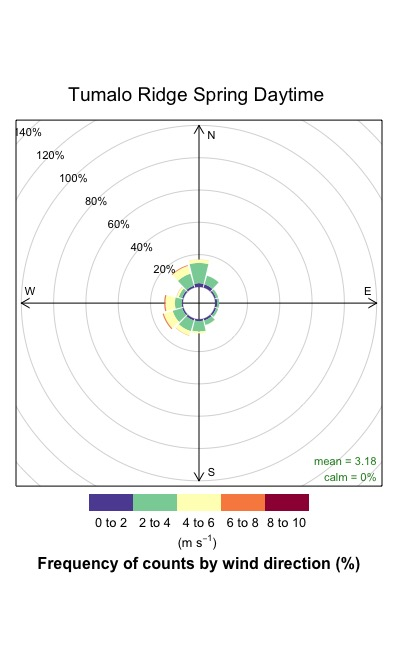 Tumalo Ridge Spring Daytime
140%
N
120%
100%
80%
60%
40%
20%
W
E
S
mean = 3.18
calm = 0%
0 to 2 2 to 4 4 to 6 6 to 8 8 to 10
(m s⁻¹)
Frequency of counts by wind direction (%)